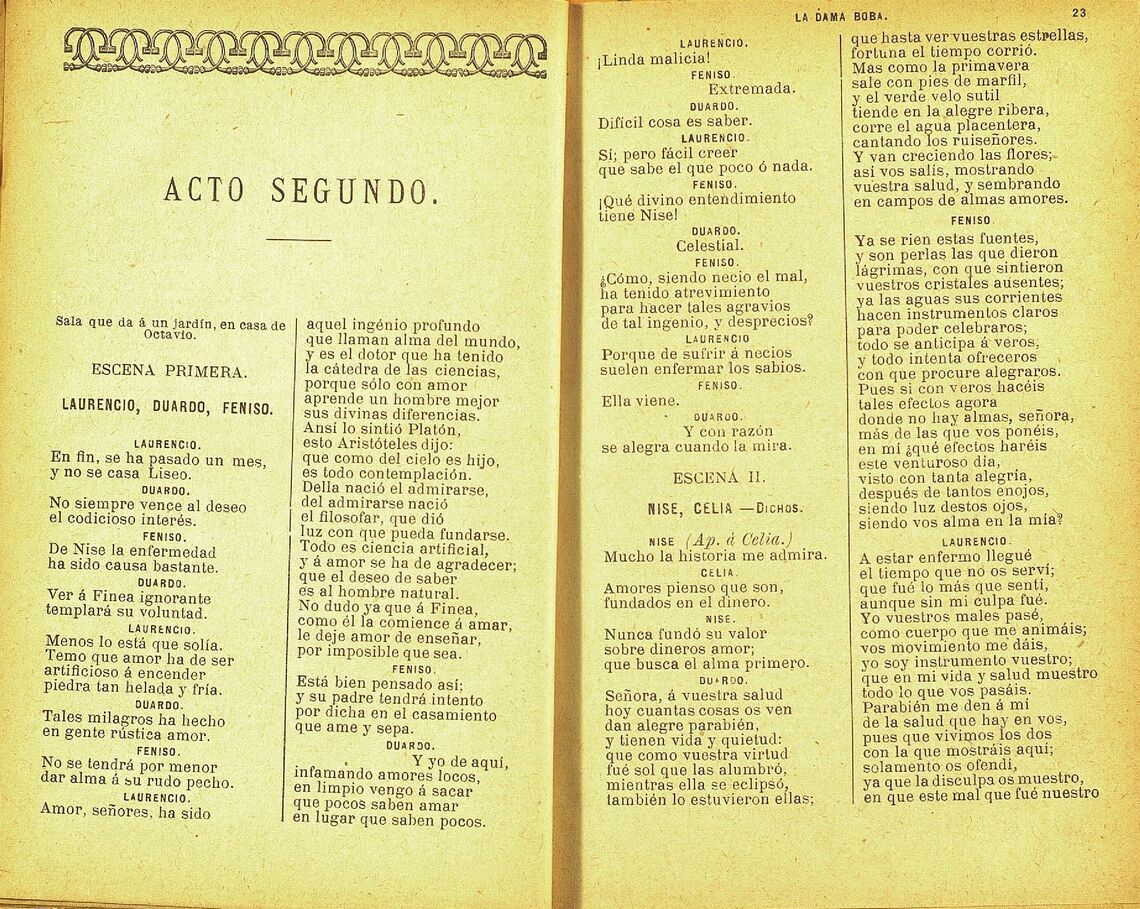 ACTO SEGUNDO.
Sala que da á un jardín, en casa de
Octavio.
ESCENA PRIMERA.
LAURENCIO, DUARDO, FENISO.
LAURENCIO.
En fin, se ha pasado un mes,
y no se casa Liseo.
DUARDO.
No siempre vence al deseo
el codicioso interés.
FENISO.
De Nise la enfermedad
ha sido causa bastante.
DUARDO.
Ver á Finea ignorante
templará su voluntad.
LAURENCIO.
Menos lo está que solía.
Temo que amor ha de ser
artificioso á encender
piedra tan helada y fría.
DUARDO.
Tales milagros ha hecho
en gente rústica amor.
FENISO.
No se tendrá por menor
dar alma á su rudo pecho.
LAURENCIO.
Amor, señores, ha sido
aquel ingénio profundo
que llaman alma del mundo,
y es el dotor que ha tenido
la cátedra de las ciencias,
porque sólo con amor
aprende un hombre mejor
sus divinas diferencias.
Ansí lo sintió Platón,
esto Aristóteles dijo:
que como del cielo es hijo,
es todo contemplación.
Della nació el admirarse,
del admirarse nació
el filosofar, que dió
luz con que pueda fundarse.
Todo es ciencia artificial,
y á amor se ha de agradecer;
que el deseo de saber
es al hombre natural.
No dudo ya que á Finea,
como él la comience á amar,
le deje amor de enseñar,
por imposible que sea.
FENISO.
Está bien pensado así;
y su padre tendrá intento
por dicha en el casamiento
que ame y sepa.
DUARDO.
Y yo de aquí,
infamando amores locos,
en limpio vengo á sacar
que pocos saben amar
en lugar que saben pocos.
LA DAMA BOBA.
23
LAURENCIO.
¡Linda malicia!
FENISO.
Extremada.
DUARDO.
Difícil cosa es saber.
LAURENCIO.
Sí; pero fácil creer
que sabe el que poco ó nada.
FENISO.
¡Qué divino entendimiento
tiene Nise!
DUARDO.
Celestial.
FENISO.
¿Cómo, siendo necio el mal,
ha tenido atrevimiento
para hacer tales agravios
de tal ingenio, y desprecios?
LAURENCIO
Porque de sufrir á necios
suelen enfermar los sabios.
FENISO.
Ella viene.
DUARDO.
Y con razón
se alegra cuando la mira.
ESCENA II.
NISE, CELIA —DICHOS.
NISE (Ap. á Celia.)
Mucho la historia me admira.
CELIA.
Amores pienso que son,
fundados en el dinero.
NISE.
Nunca fundó su valor
sobre dineros amor;
que busca el alma primero.
DUARDO.
Señora, á vuestra salud
hoy cuantas cosas os ven
dan alegre parabién,
y tienen vida y quietud:
que como vuestra virtud
fué sol que las alumbró,
mientras ella se eclipsó,
también lo estuvieron ellas;
que hasta ver vuestras estrellas,
fortuna el tiempo corrió.
Mas como la primavera
sale con pies de marfil,
y el verde velo sutil
tiende en la alegre ribera,
corre el agua placentera,
cantando los ruiseñores.
Y van creciendo las flores;
así vos salís, mostrando
vuestra salud, y sembrando
en campos de almas amores.
FENISO
Ya se rien estas fuentes,
y son perlas las que dieron
lágrimas, con que sintieron
vuestros cristales ausentes;
ya las aguas sus corrientes
hacen instrumentos claros
para poder celebraros;
todo se anticipa á veros,
y todo intenta ofreceros
con que procure alegraros.
Pues si con veros hacéis
tales efectos agora
donde no hay almas, señora,
más de las que vos ponéis,
en mí ¿qué efectos haréis
este venturoso día,
visto con tanta alegría,
después de tantos enojos,
siendo luz destos ojos,
siendo vos alma en la mía?
LAURENCIO.
A estar enfermo llegué
el tiempo que no os serví;
que fué lo más que sentí,
aunque sin mi culpa fué.
Yo vuestros males pasé,
como cuerpo que me animáis;
vos movimiento me dáis,
yo soy instrumento vuestro;
que en mi vida y salud muestro
todo lo que vos pasáis.
Parabién me den á mi
de la salud que hay en vos,
pues que vivimos los dos
con la que mostráis aquí;
solamento os ofendí,
ya que la disculpa os muestro,
en que este mal que fué nuestro